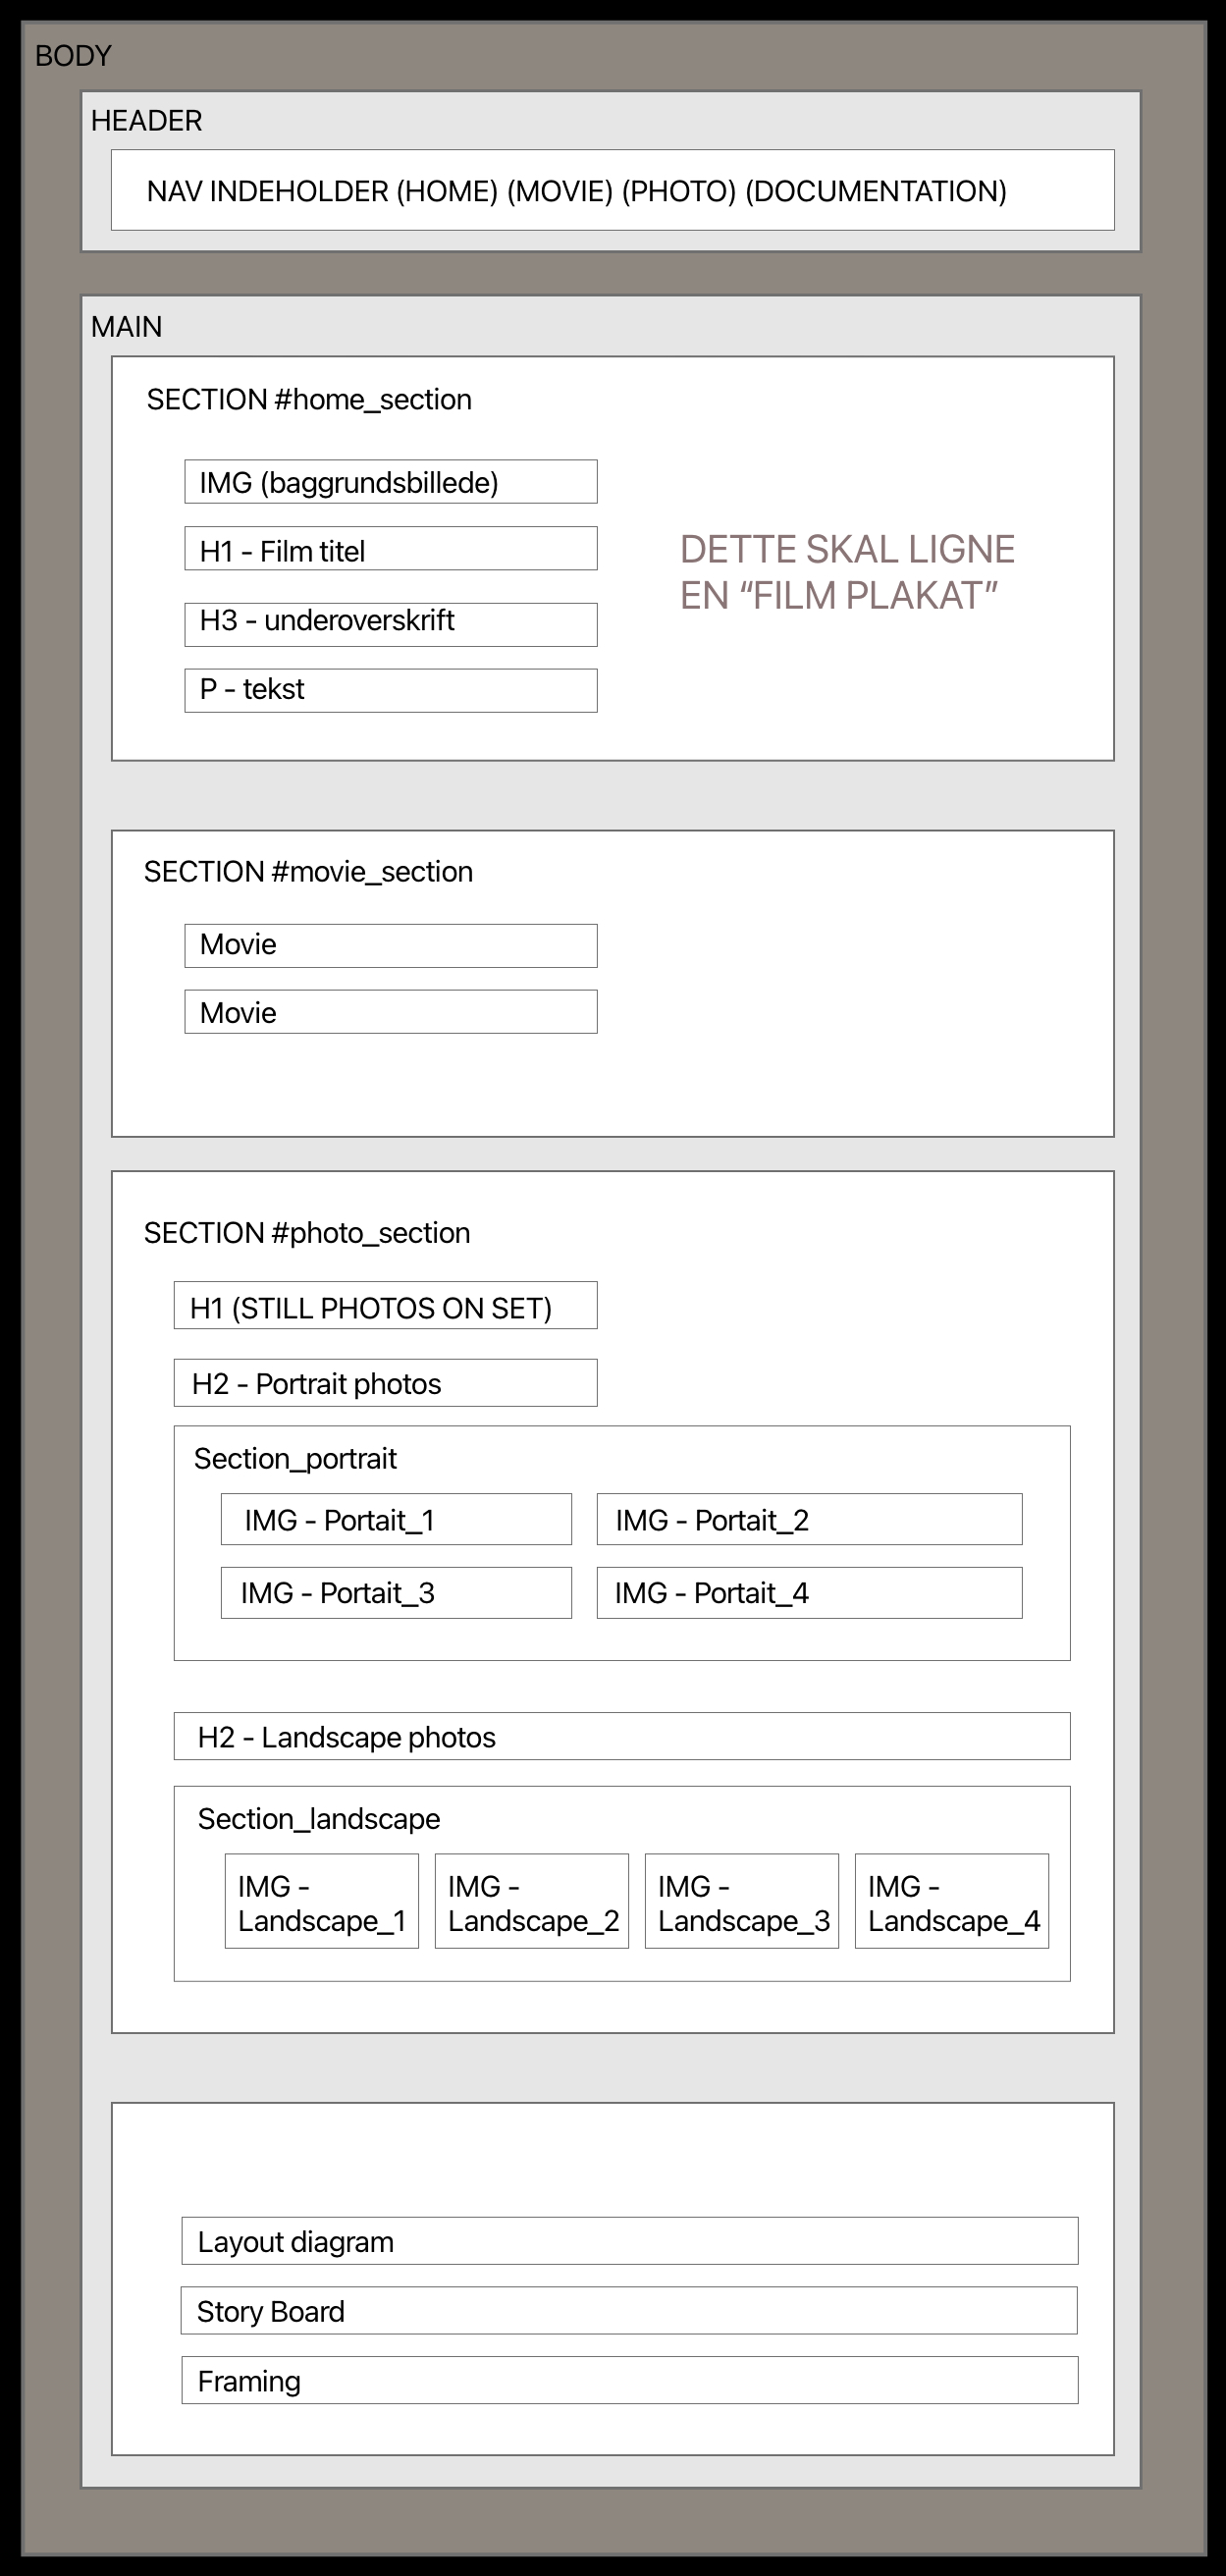 BODY
HEADER
NAV INDEHOLDER (HOME) (MOVIE) (PHOTO) (DOCUMENTATION)
MAIN
SECTION #home_section
IMG (baggrundsbillede)
H1 - Film titel
H3 - underoverskrift
P - tekst
DETTE SKAL LIGNE
EN “FILM PLAKAT”
SECTION #movie_section
Movie
Movie
SECTION #photo_section
H1 (STILL PHOTOS ON SET)
H2 - Portrait photos
Section_portrait
IMG - Portait_1
IMG - Portait_2
IMG - Portait_3
IMG - Portait_4
H2 - Landscape photos
Section_landscape
IMG -
Landscape_1
IMG -
Landscape_2
IMG -
Landscape_3
IMG -
Landscape_4
Layout diagram
Story Board
Framing